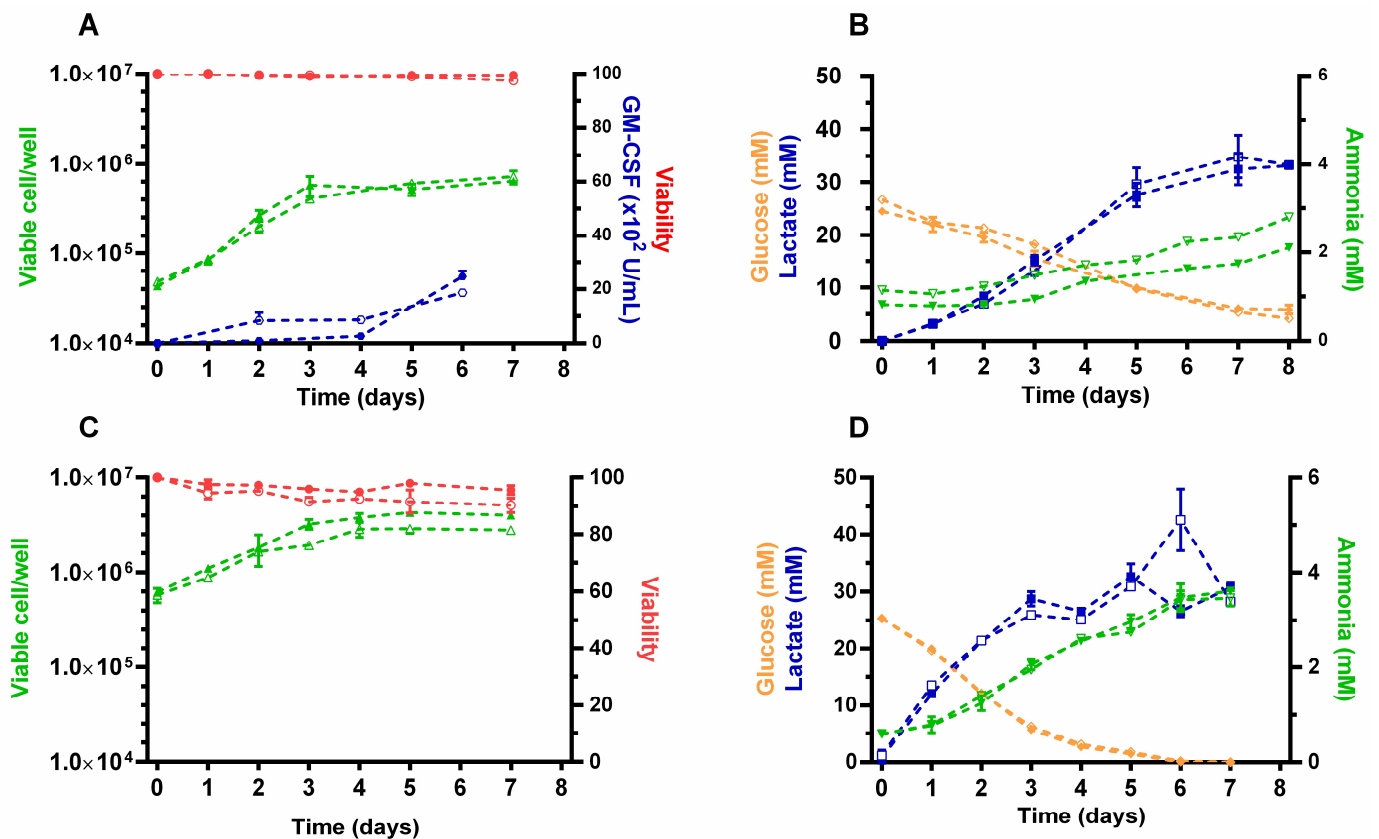 A
1.0×10⁷
1.0×10⁶
1.0×10⁵
1.0×10⁴
Viable cell/well
100
80
60
40
20
0
GM-CSF (x10² U/mL)
Viability
0 1 2 3 4 5 6 7 8
Time (days)
B
50
40
30
20
10
0
Glucose (mM)
Lactate (mM)
6
4
2
0
Ammonia (mM)
0 1 2 3 4 5 6 7 8
Time (days)
C
1.0×10⁷
1.0×10⁶
1.0×10⁵
1.0×10⁴
Viable cell/well
100
80
60
40
20
0
Viability
0 1 2 3 4 5 6 7 8
Time (days)
D
50
40
30
20
10
0
Glucose (mM)
Lactate (mM)
6
4
2
0
Ammonia (mM)
0 1 2 3 4 5 6 7 8
Time (days)